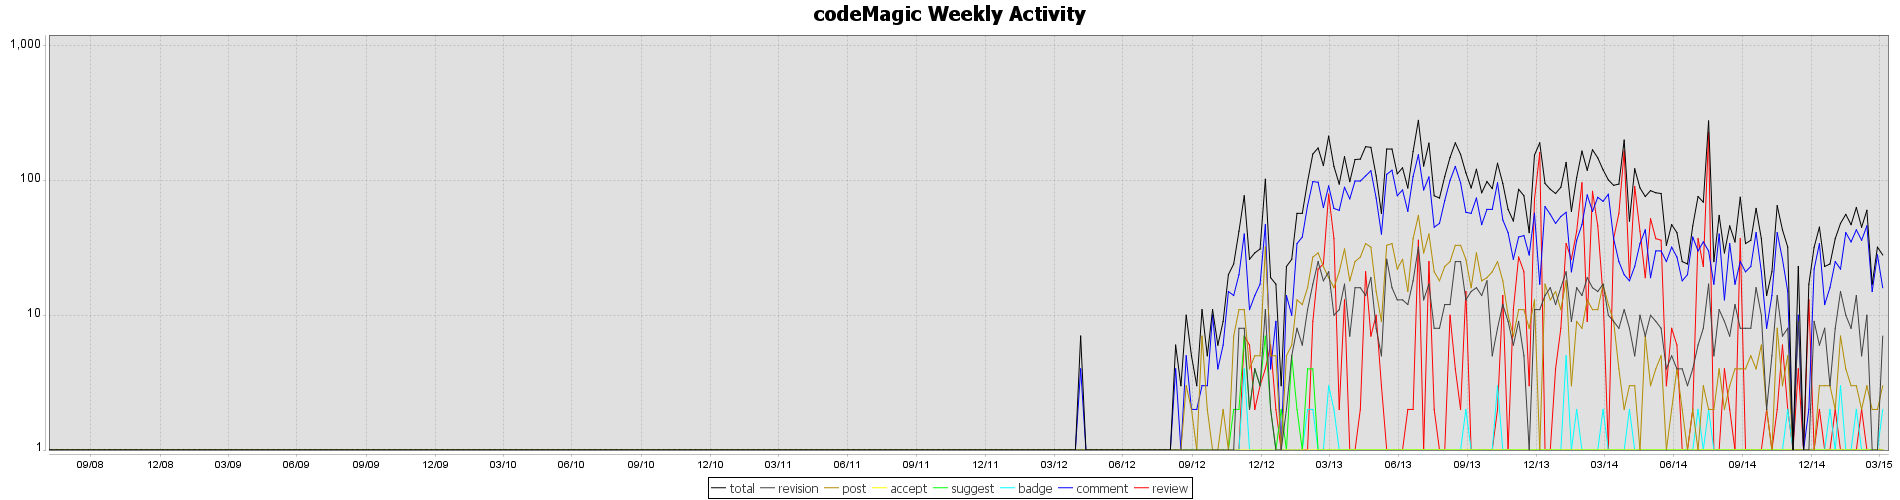 codeMagic Weekly Activity
1,000
100
10
1
09/08 12/08 03/09 06/09 09/09 12/09 03/10 06/10 09/10 12/10 03/11 06/11 09/11 12/11 03/12 06/12 09/12 12/12 03/13 06/13 09/13 12/13 03/14 06/14 09/14 12/14 03/15
total revision post accept suggest badge comment review